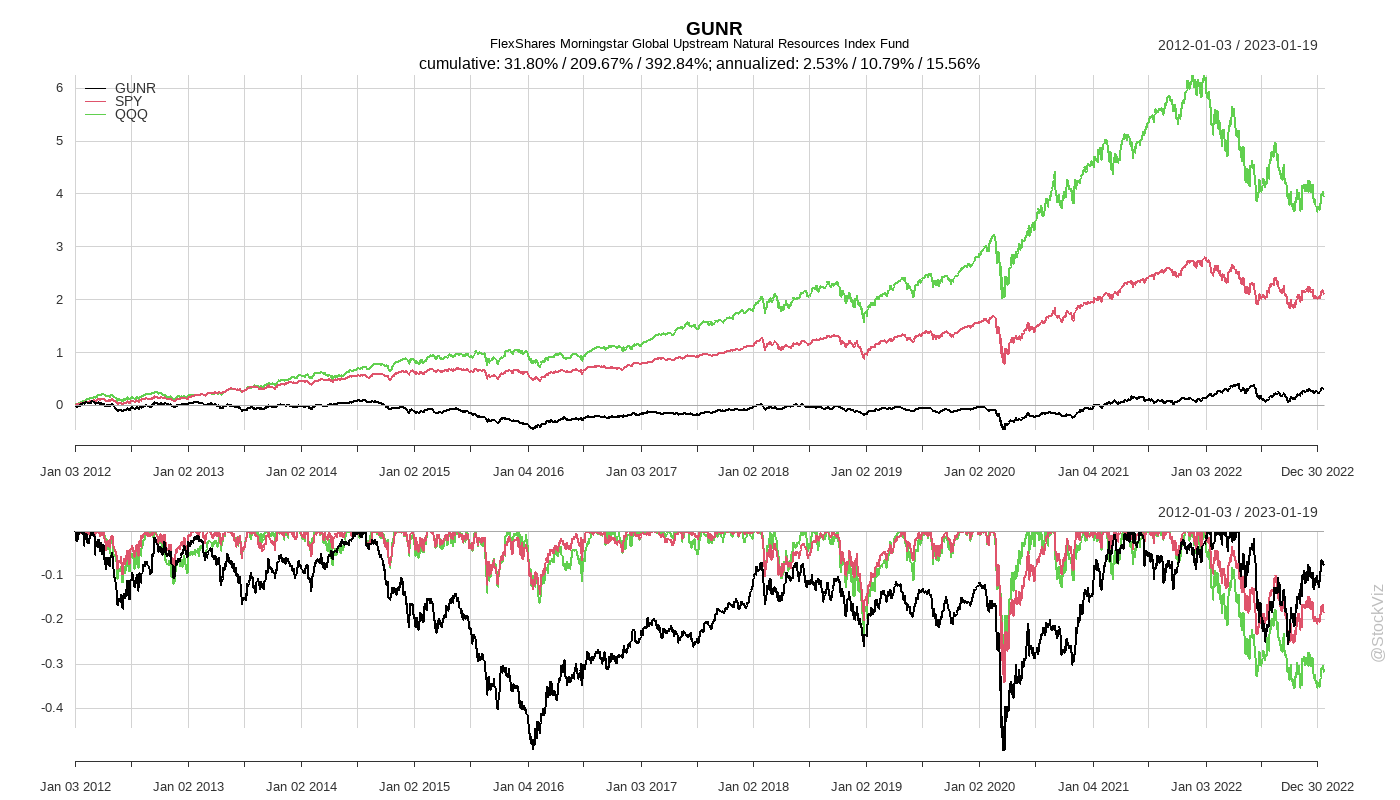 GUNR
FlexShares Morningstar Global Upstream Natural Resources Index Fund
2012-01-03 / 2023-01-19
cumulative: 31.80% / 209.67% / 392.84%; annualized: 2.53% / 10.79% / 15.56%
GUNR
SPY
QQQ
6
5
4
3
2
1
0
Jan 03 2012 Jan 02 2013 Jan 02 2014 Jan 02 2015 Jan 04 2016 Jan 03 2017 Jan 02 2018 Jan 02 2019 Jan 02 2020 Jan 04 2021 Jan 03 2022 Dec 30 2022
2012-01-03 / 2023-01-19
-0.1
-0.2
-0.3
-0.4
Jan 03 2012 Jan 02 2013 Jan 02 2014 Jan 02 2015 Jan 04 2016 Jan 03 2017 Jan 02 2018 Jan 02 2019 Jan 02 2020 Jan 04 2021 Jan 03 2022 Dec 30 2022
@StockViz